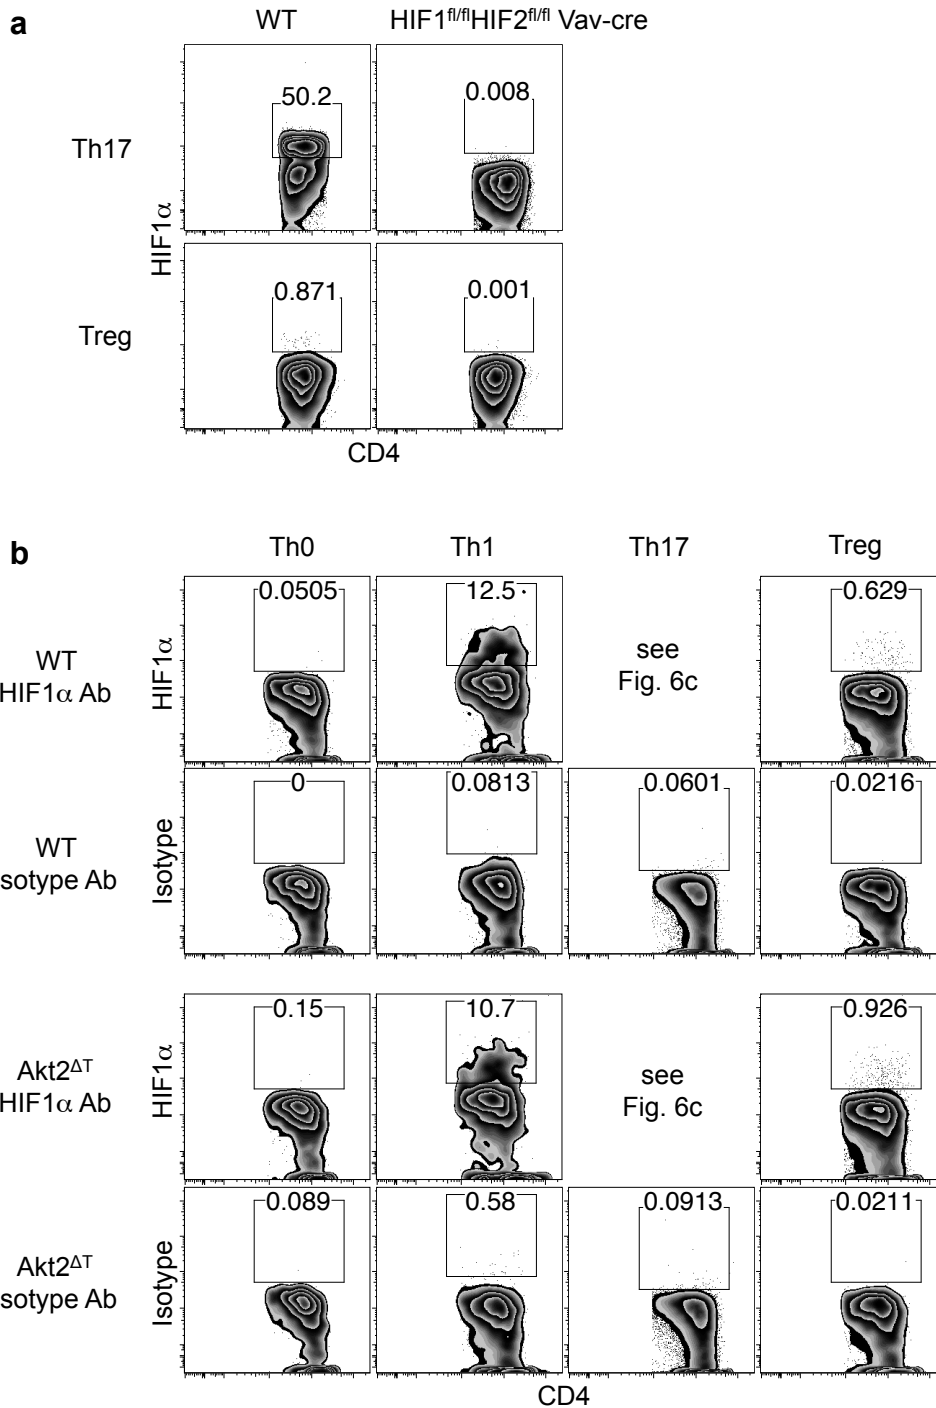 a
WT HIF1fl/flHIF2fl/fl Vav-cre
Th17
50.2 0.008
HIF1α
Treg
0.871 0.001
CD4
b
Th0 Th1 Th17 Treg
WT
HIF1α Ab
HIF1α
0.0505 12.5
see
Fig. 6c
0.629
WT
sotype Ab
Isotype
0 0.0813 0.0601 0.0216
Akt2ΔT
HIF1α Ab
HIF1α
0.15 10.7
see
Fig. 6c
0.926
Akt2ΔT
sotype Ab
Isotype
0.089 0.58 0.0913 0.0211
CD4